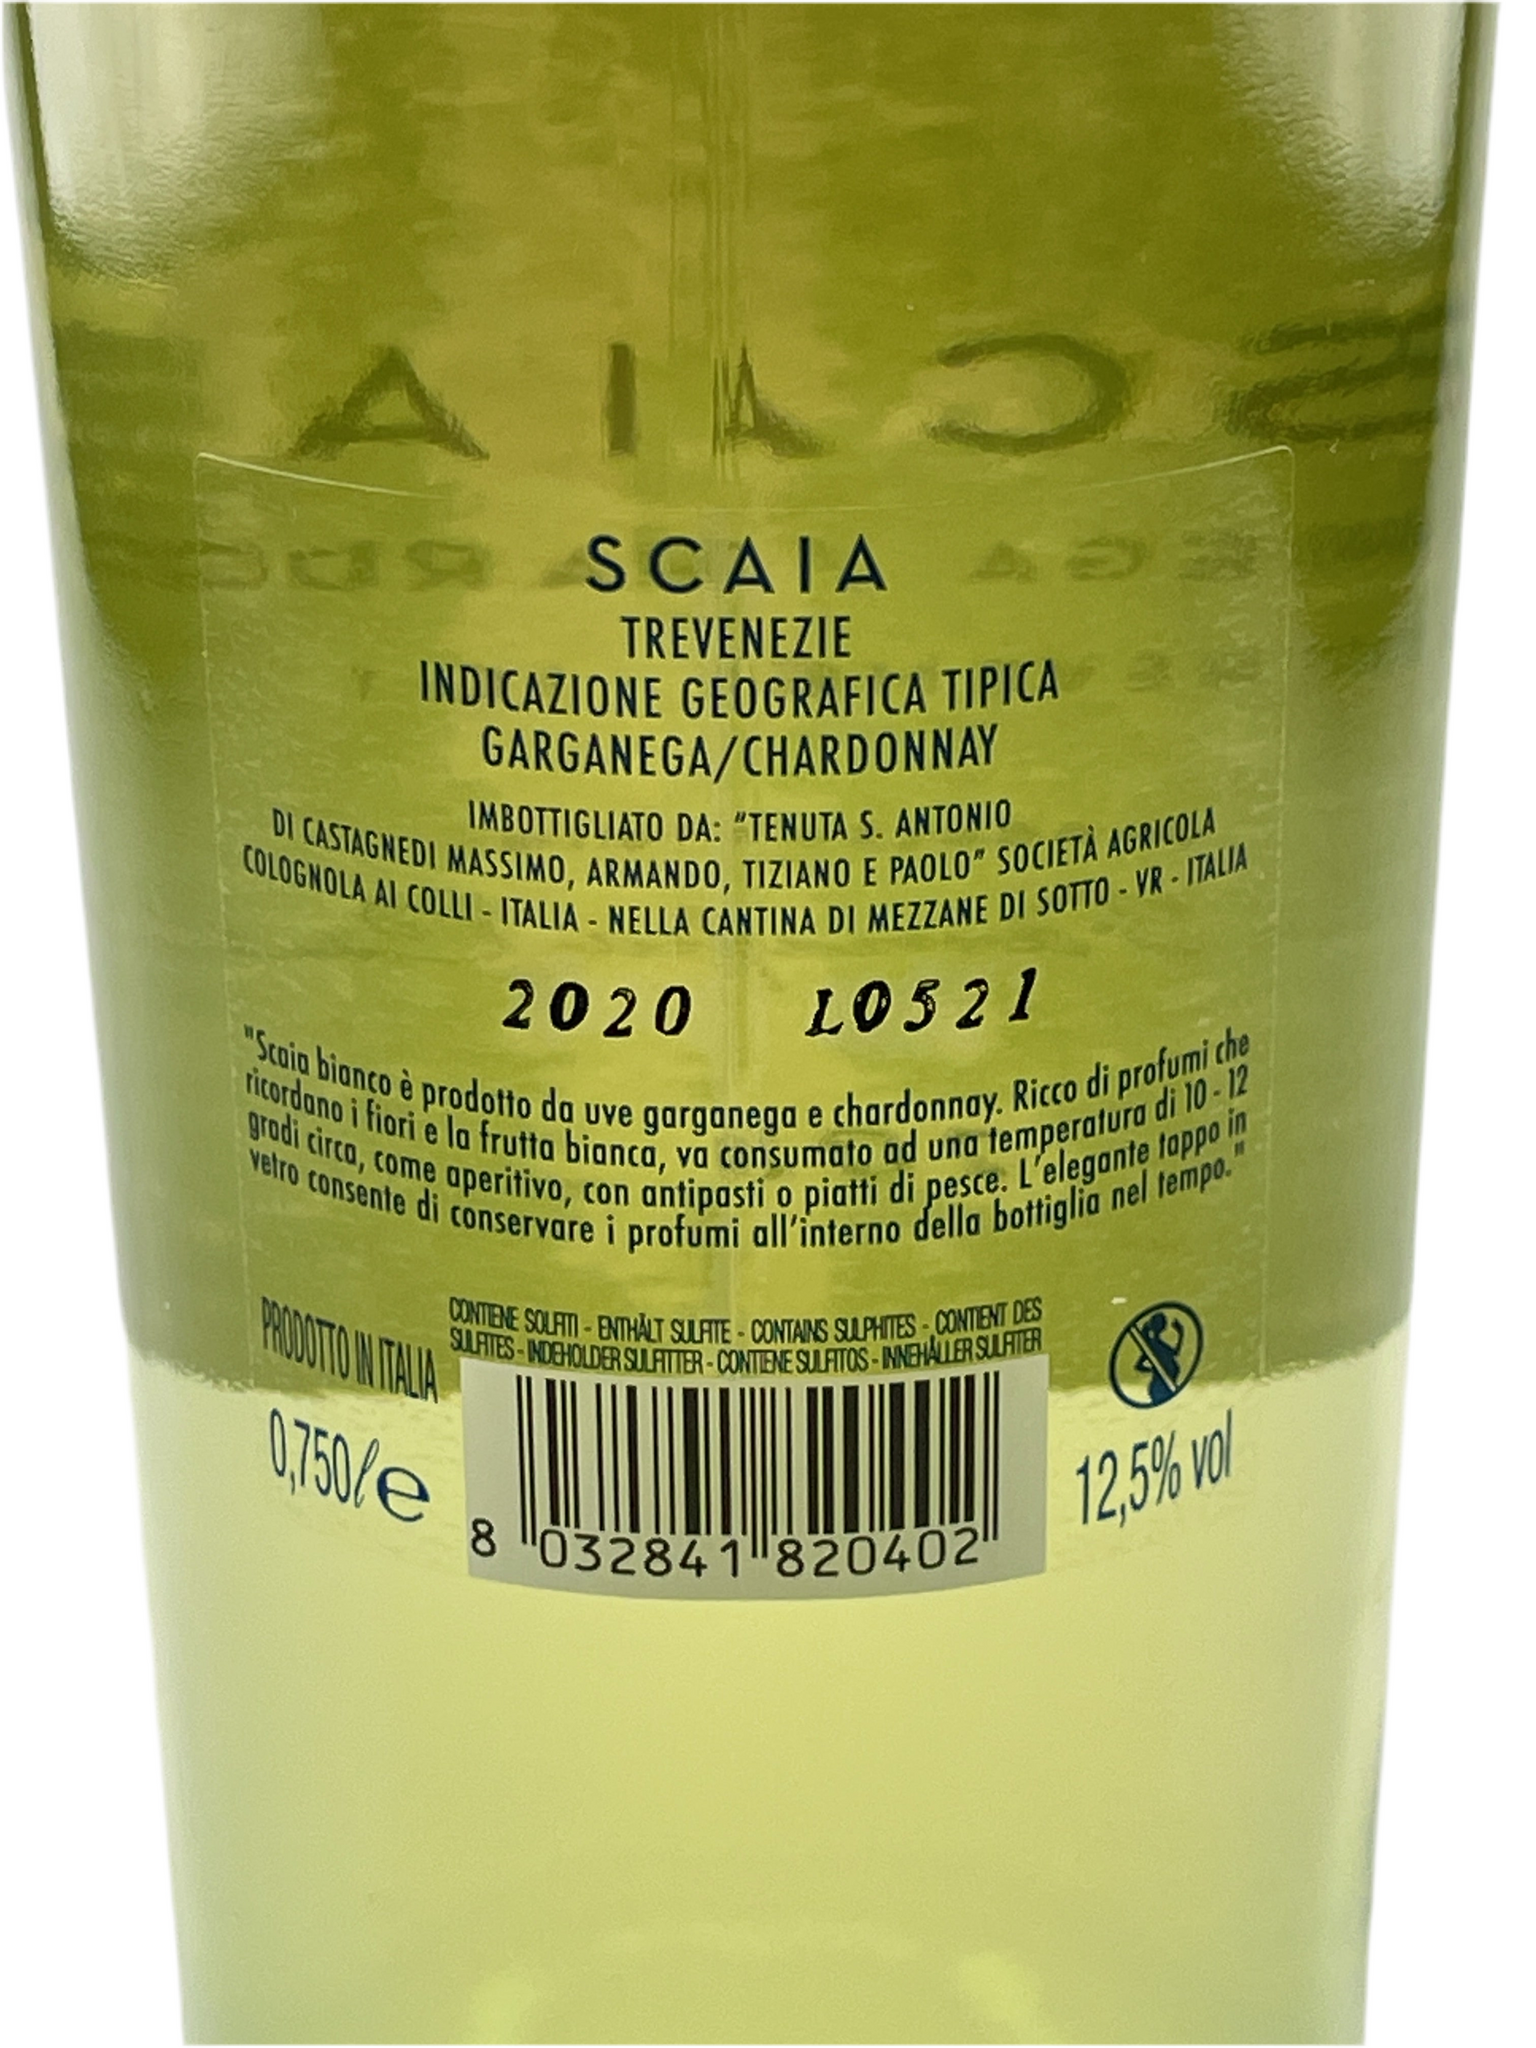 SCAIA
SCAIA
TREVENEZIE
INDICAZIONE GEOGRAFICA TIPICA
GARGANEGA/CHARDONNAY
IMBOTTIGLIATO DA: "TENUTA S. ANTONIO
DI CASTAGNEDI MASSIMO, ARMANDO, TIZIANO E PAOLO" SOCIETÀ AGRICOLA
COLOGNOLA AI COLLI - ITALIA - NELLA CANTINA DI MEZZANE DI SOTTO - VR - ITALIA
2020 L0521
"Scaia bianco è prodotto da uve garganega e chardonnay. Ricco di profumi che
ricordano i fiori e la frutta bianca, va consumato ad una temperatura di 10 - 12
gradi circa, come aperitivo, con antipasti o piatti di pesce. L'elegante tappo in
vetro consente di conservare i profumi all'interno della bottiglia nel tempo."
PRODOTTO IN ITALIA
0,750 ℓ e
CONTIENE SOLFITI - ENTHÄLT SULFITE - CONTAINS SULPHITES - CONTIENT DES
SULFITES - INDEHOLDER SULFITTER - CONTIENE SULFITOS - INNEHÅLLER SULFITER
8 032841 820402
12,5% vol